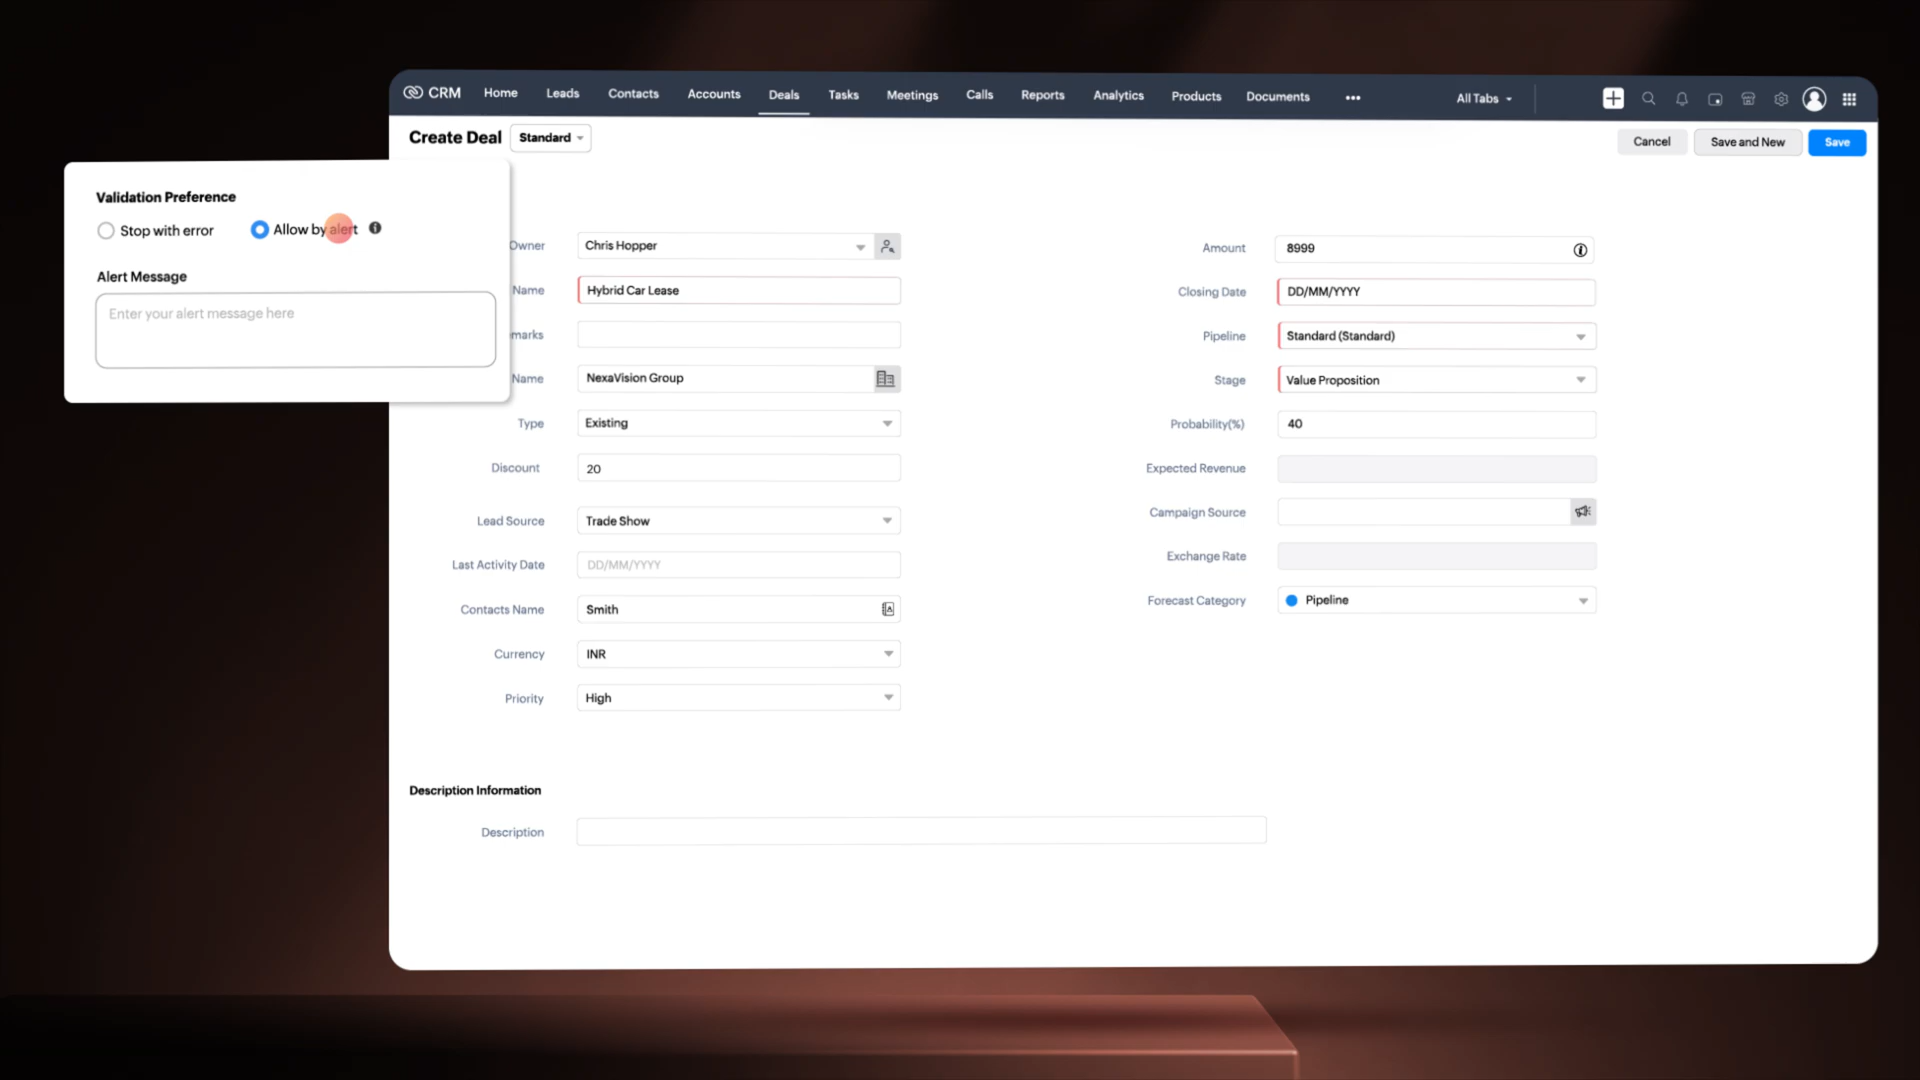 CRM Home Leads Contacts Accounts Deals Tasks Meetings Calls Reports Analytics Products Documents ••• All Tabs
Create Deal Standard Cancel Save and New Save
Validation Preference
Stop with error Allow by alert
Alert Message
Enter your alert message here
Owner Chris Hopper
Name Hybrid Car Lease
marks
Name NexaVision Group
Type Existing
Discount 20
Lead Source Trade Show
Last Activity Date DD/MM/YYYY
Contacts Name Smith
Currency INR
Priority High
Amount 8999
Closing Date DD/MM/YYYY
Pipeline Standard (Standard)
Stage Value Proposition
Probability(%) 40
Expected Revenue
Campaign Source
Exchange Rate
Forecast Category Pipeline
Description Information
Description